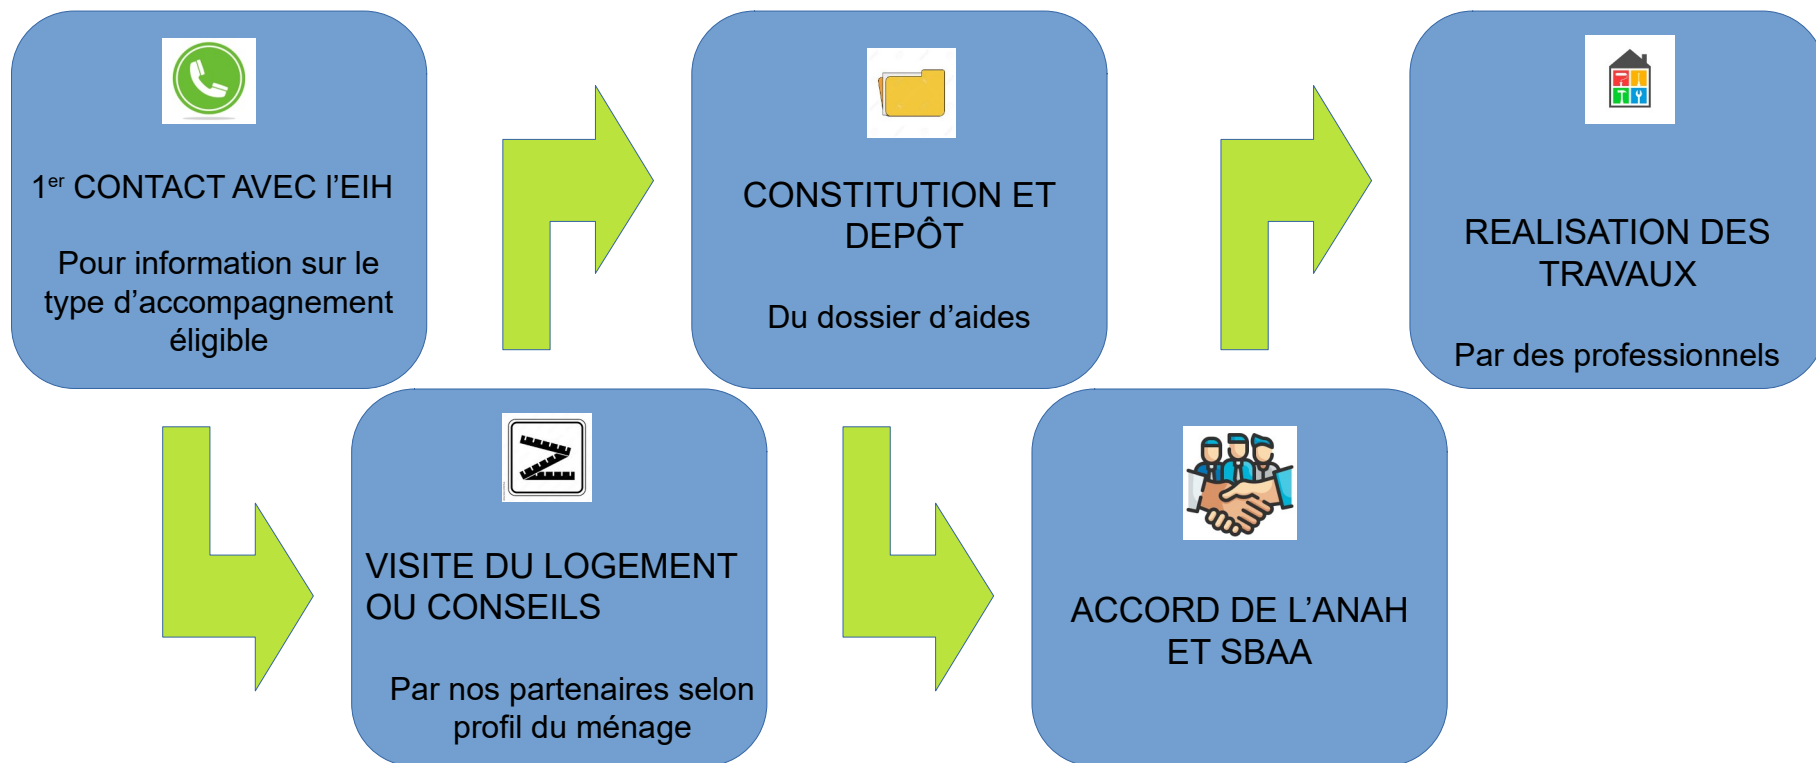 1er CONTACT AVEC l’EIH
Pour information sur le
type d’accompagnement
éligible
VISITE DU LOGEMENT
OU CONSEILS
Par nos partenaires selon
profil du ménage
CONSTITUTION ET
DEPÔT
Du dossier d’aides
ACCORD DE L’ANAH
ET SBAA
REALISATION DES
TRAVAUX
Par des professionnels